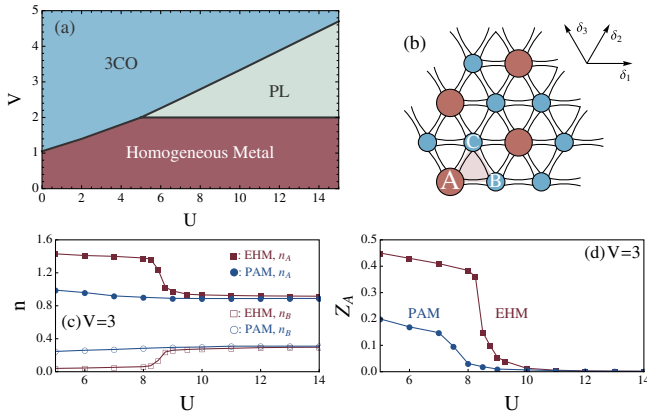 (a)
3CO
PL
Homogeneous Metal
V
5
4
3
2
1
0
0 2 4 6 8 10 12 14
U
(b)
δ3
δ2
δ1
A
B
C
n
1.6
1.2
0.8
0.4
0.0
: EHM, nA
: PAM, nA
: EHM, nB
: PAM, nB
(c) V=3
6 8 10 12 14
U
ZA
0.5
0.4
0.3
0.2
0.1
0.0
(d) V=3
PAM
EHM
6 8 10 12 14
U